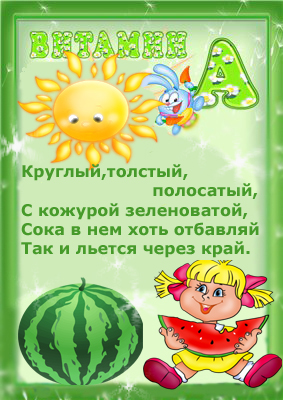 ВИТАМИН А
Круглый,толстый,
полосатый,
С кожурой зеленоватой,
Сока в нем хоть отбавляй
Так и льется через край.